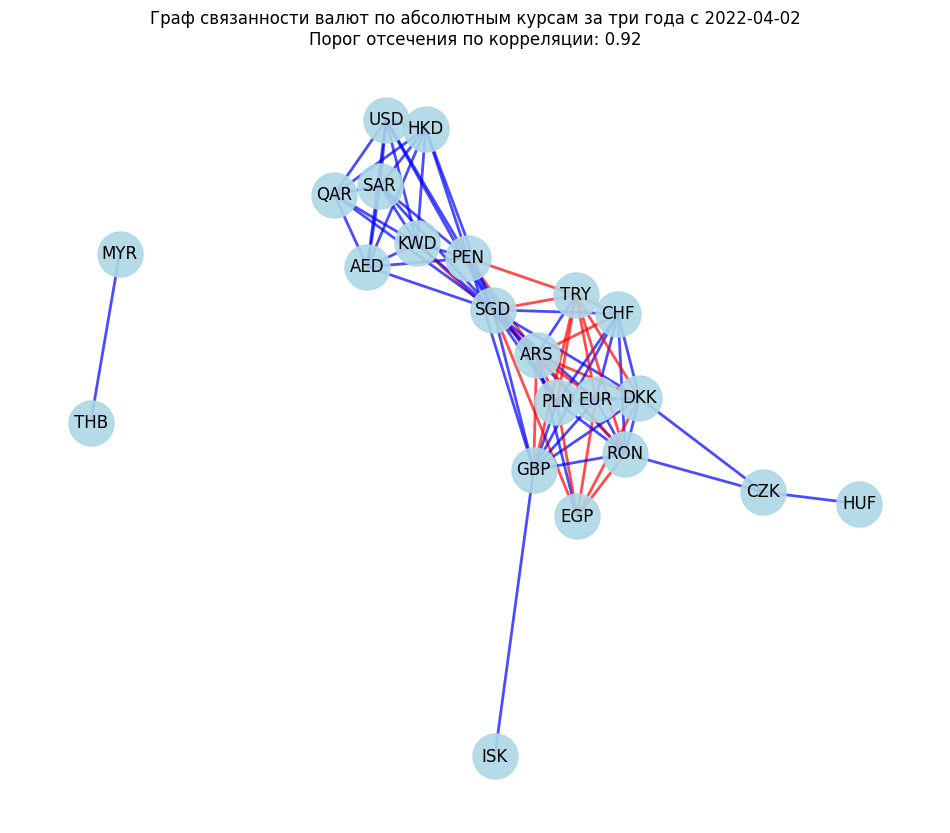 Граф связанности валют по абсолютным курсам за три года с 2022-04-02
Порог отсечения по корреляции: 0.92
USD
HKD
SAR
QAR
KWD
MYR
PEN
AED
TRY
SGD
CHF
ARS
DKK
EUR
PLN
THB
RON
GBP
CZK
HUF
EGP
ISK